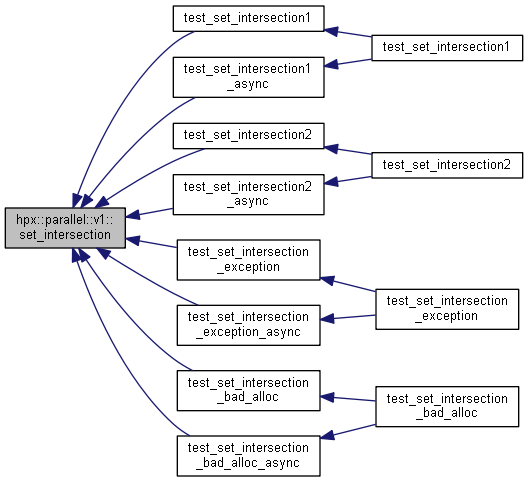 hpx::parallel::v1::
set_intersection
test_set_intersection1
test_set_intersection1
_async
test_set_intersection2
test_set_intersection2
_async
test_set_intersection
_exception
test_set_intersection
_exception_async
test_set_intersection
_bad_alloc
test_set_intersection
_bad_alloc_async
test_set_intersection1
test_set_intersection2
test_set_intersection
_exception
test_set_intersection
_bad_alloc